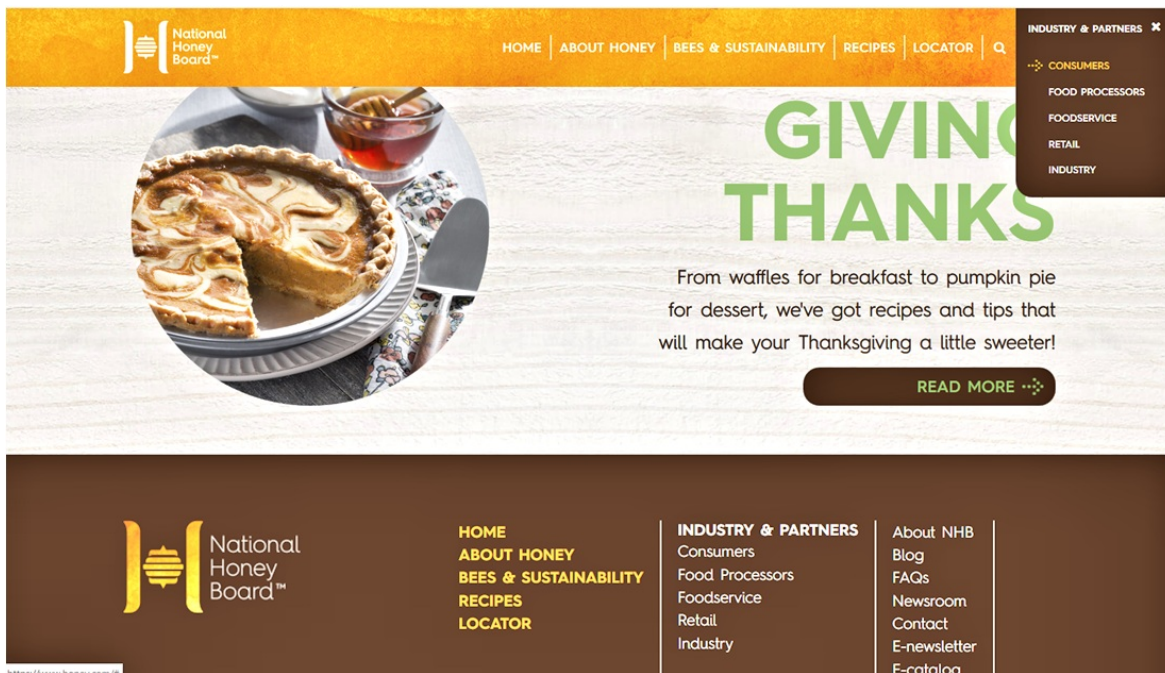 National
Honey
Board™
HOME
ABOUT HONEY
BEES & SUSTAINABILITY
RECIPES
LOCATOR
INDUSTRY & PARTNERS
CONSUMERS
FOOD PROCESSORS
FOODSERVICE
RETAIL
INDUSTRY
GIVING
THANKS
From waffles for breakfast to pumpkin pie
for dessert, we've got recipes and tips that
will make your Thanksgiving a little sweeter!
READ MORE
National
Honey
Board™
HOME
ABOUT HONEY
BEES & SUSTAINABILITY
RECIPES
LOCATOR
INDUSTRY & PARTNERS
Consumers
Food Processors
Foodservice
Retail
Industry
About NHB
Blog
FAQs
Newsroom
Contact
E-newsletter
E-catalog